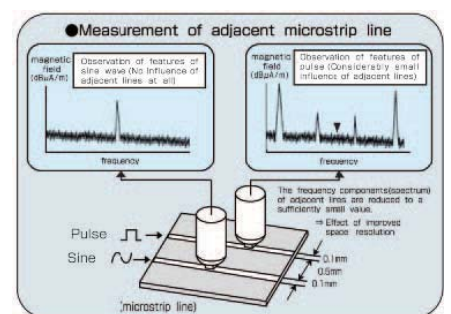 ●Measurement of adjacent microstrip line
magnetic
field
(dBμA/m)
Observation of features of
sine wave (No influence of
adjacent lines at all)
frequency
magnetic
field
(dBμA/m)
Observation of features of
pulse (Considerably small
influence of adjacent lines)
frequency
The frequency components(spectrum)
of adjacent lines are reduced to a
sufficiently small value.
⇒ Effect of improved
space resolution
Pulse
Sine
0.1mm
0.5mm
0.1mm
(microstrip line)